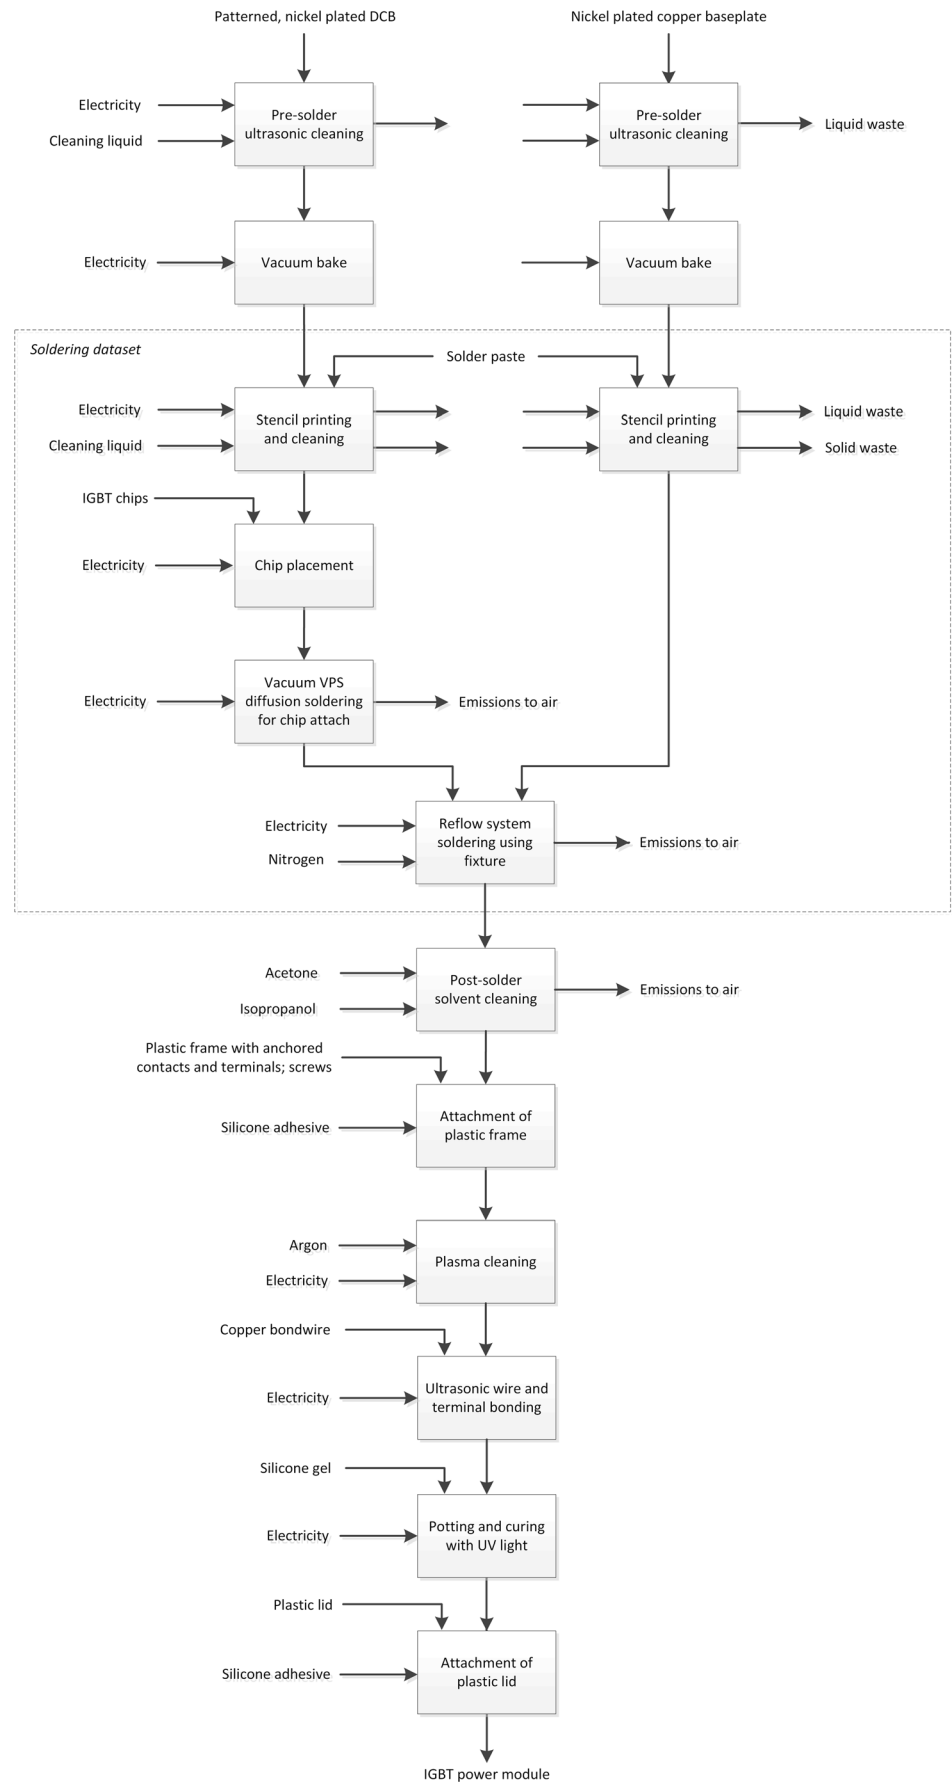 Patterned, nickel plated DCB
Nickel plated copper baseplate
Electricity
Cleaning liquid
Pre-solder
ultrasonic cleaning
Pre-solder
ultrasonic cleaning
Liquid waste
Electricity
Vacuum bake
Vacuum bake
Soldering dataset
Solder paste
Electricity
Cleaning liquid
Stencil printing
and cleaning
Stencil printing
and cleaning
Liquid waste
Solid waste
IGBT chips
Electricity
Chip placement
Electricity
Vacuum VPS
diffusion soldering
for chip attach
Emissions to air
Electricity
Nitrogen
Reflow system
soldering using
fixture
Emissions to air
Acetone
Isopropanol
Post-solder
solvent cleaning
Emissions to air
Plastic frame with anchored
contacts and terminals; screws
Silicone adhesive
Attachment of
plastic frame
Argon
Electricity
Plasma cleaning
Copper bondwire
Electricity
Ultrasonic wire and
terminal bonding
Silicone gel
Electricity
Potting and curing
with UV light
Plastic lid
Silicone adhesive
Attachment of
plastic lid
IGBT power module